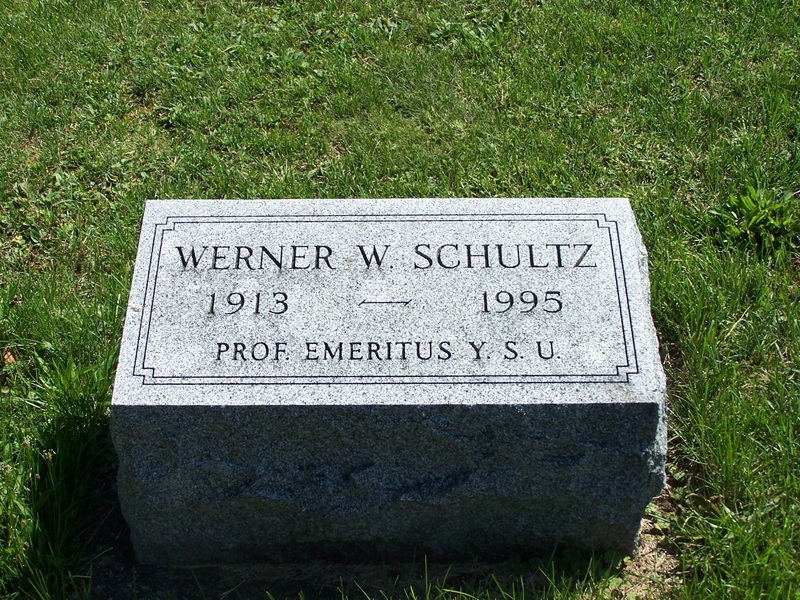 WERNER W. SCHULTZ
1913 — 1995
PROF. EMERITUS Y. S. U.